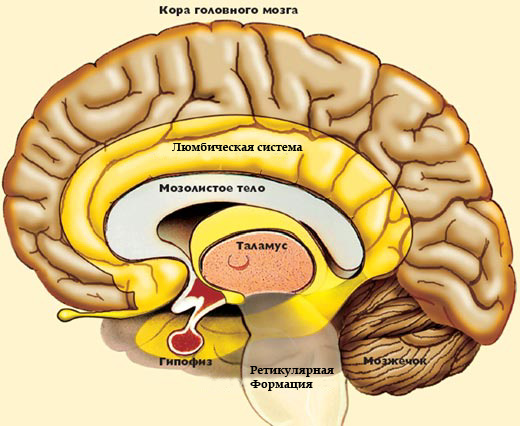 Кора головного мозга
Люмбическая система
Мозолистое тело
Таламус
Гипофиз
Мозжечок
Ретикулярная
Формация